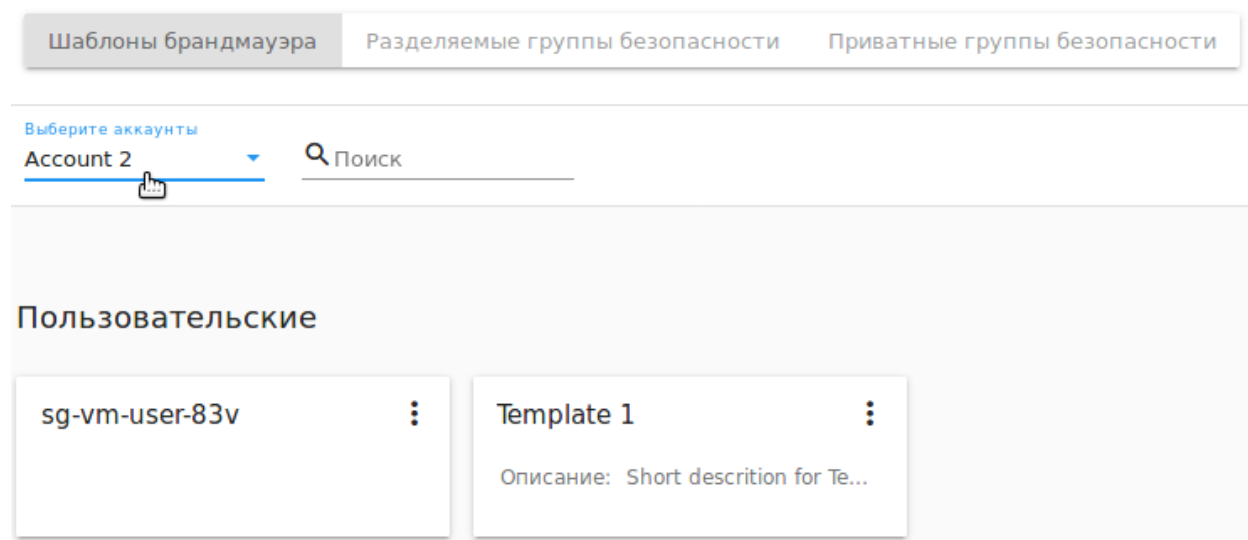 Шаблоны брандмауэра Разделяемые группы безопасности Приватные группы безопасности
Выберите аккаунты
Account 2 Поиск
Пользовательские
sg-vm-user-83v Template 1
Описание: Short descrition for Te...